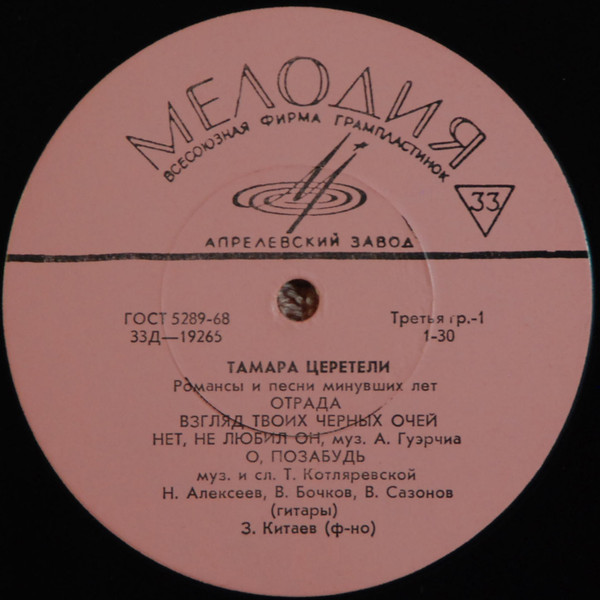 МЕЛОДИЯ
ВСЕСОЮЗНАЯ ФИРМА ГРАМПЛАСТИНОК
33
АПРЕЛЕВСКИЙ ЗАВОД
ГОСТ 5289-68 Третья гр.-1
33Д—19265 1-30
ТАМАРА ЦЕРЕТЕЛИ
Романсы и песни минувших лет
ОТРАДА
ВЗГЛЯД ТВОИХ ЧЕРНЫХ ОЧЕЙ
НЕТ, НЕ ЛЮБИЛ ОН, муз. А. Гуэрчиа
О, ПОЗАБУДЬ
муз. и сл. Т. Котляревской
Н. Алексеев, В. Бочков, В. Сазонов
(гитары)
З. Китаев (ф-но)